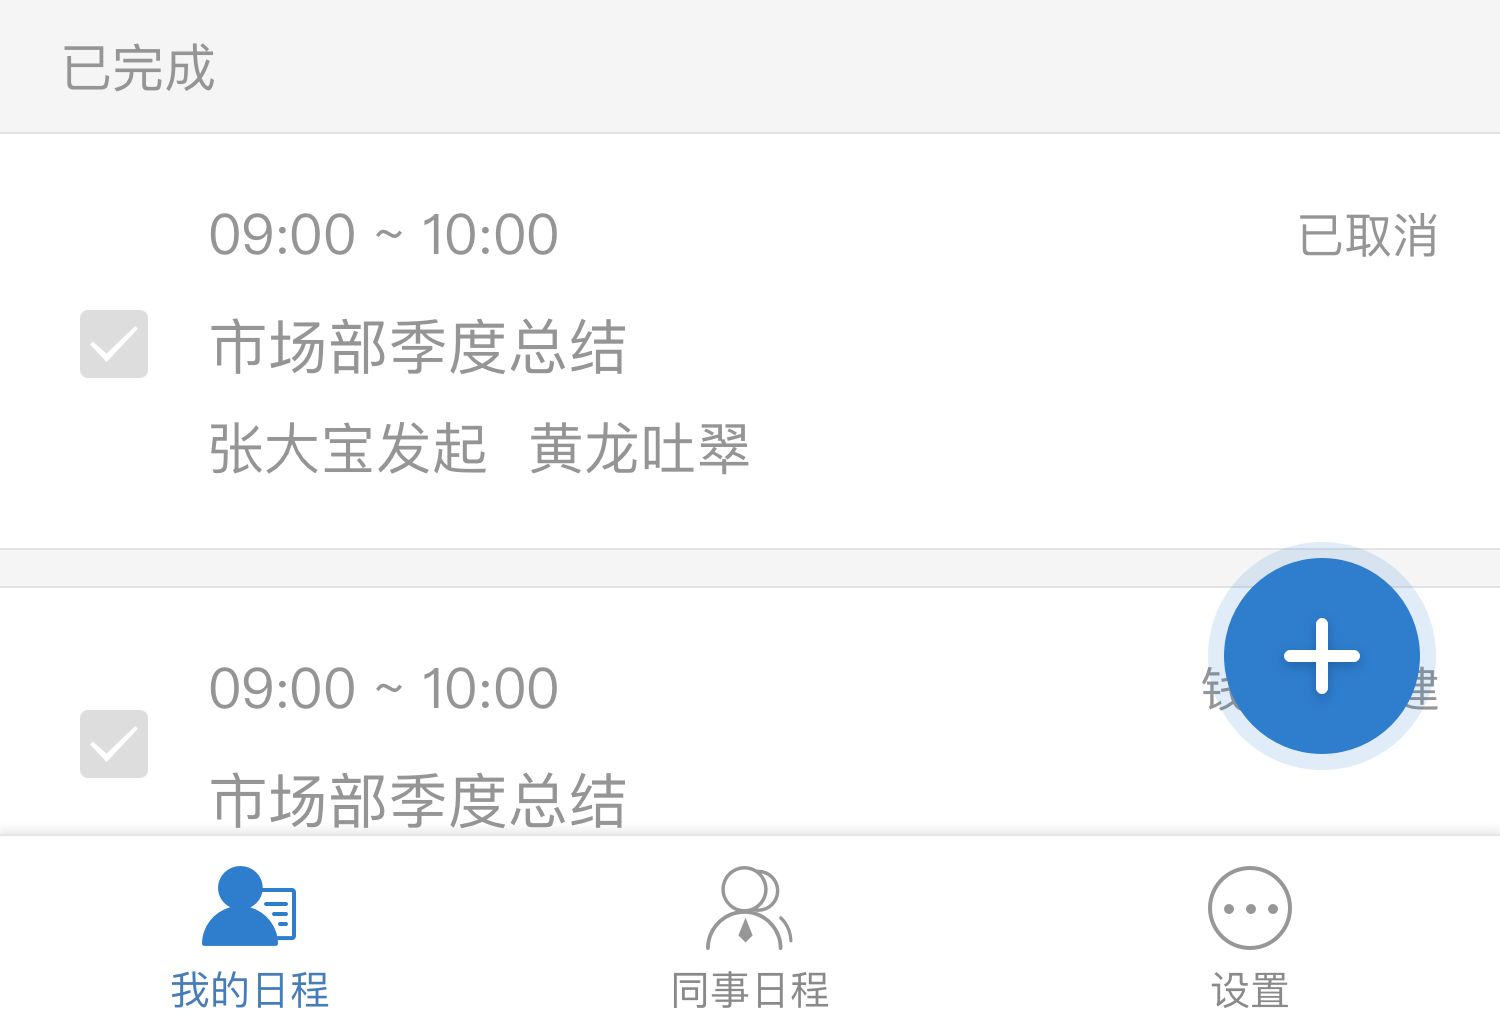 已完成
09:00 ~ 10:00 已取消
市场部季度总结
张大宝发起 黄龙吐翠
09:00 ~ 10:00 建
市场部季度总结
我的日程 同事日程 设置